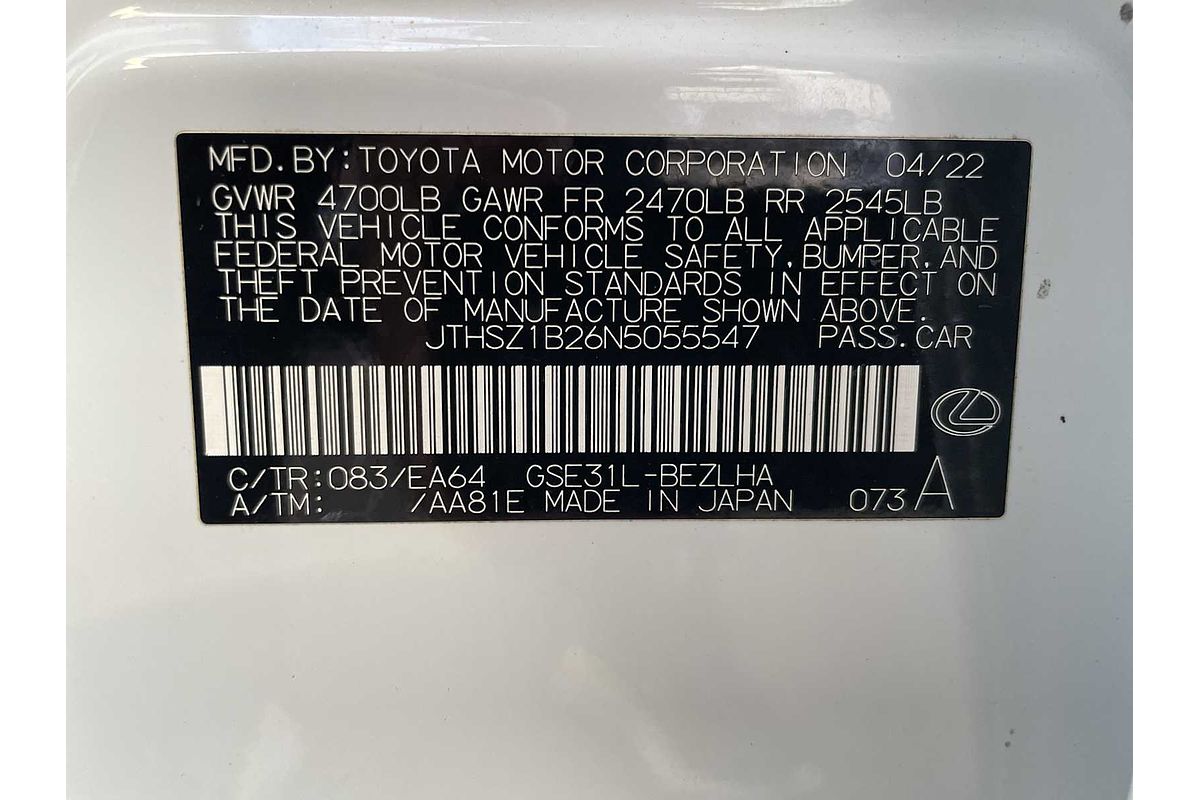 MFD.BY:TOYOTA MOTOR CORPORATION 04/22
GVWR 4700LB GAWR FR 2470LB RR 2545LB
THIS VEHICLE CONFORMS TO ALL APPLICABLE
FEDERAL MOTOR VEHICLE SAFETY,BUMPER,AND
THEFT PREVENTION STANDARDS IN EFFECT ON
THE DATE OF MANUFACTURE SHOWN ABOVE.
JTHSZ1B26N5055547 PASS.CAR
C/TR:083/EA64 GSE31L-BEZLHA
A/TM: /AA81E MADE IN JAPAN 073 A